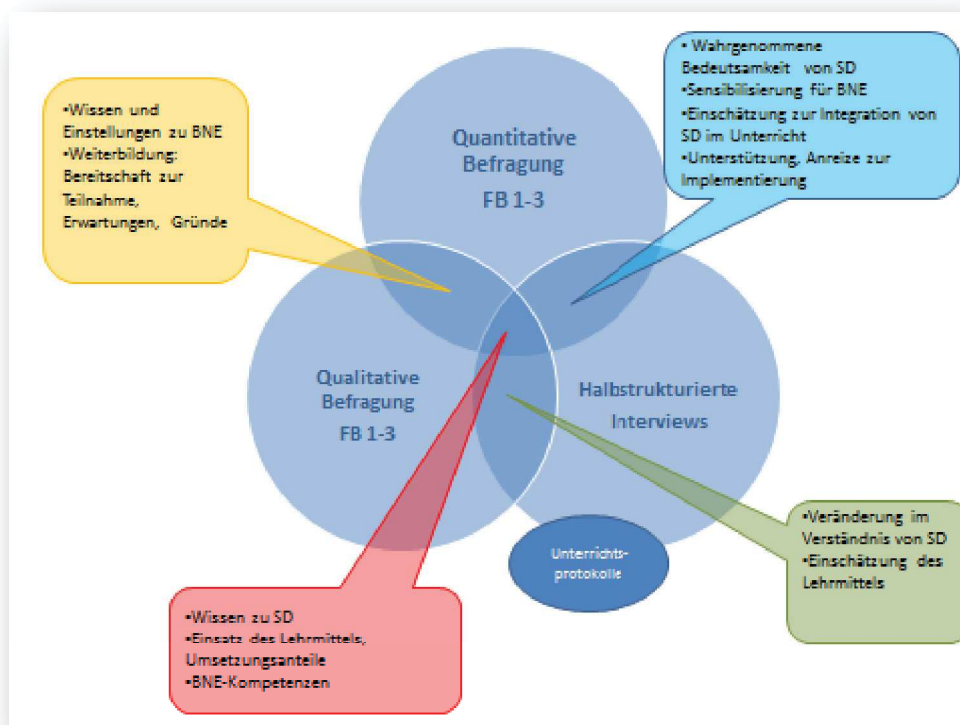 •Wissen und
Einstellungen zu BNE
•Weiterbildung:
Bereitschaft zur
Teilnahme,
Erwartungen, Gründe
Quantitative
Befragung
FB 1-3
• Wahrgenommene
Bedeutsamkeit von SD
•Sensibilisierung für BNE
•Einschätzung zur Integration von
SD im Unterricht
•Unterstützung, Anreize zur
Implementierung
Qualitative
Befragung
FB 1-3
Halbstrukturierte
Interviews
Unterrichts-
protokolle
•Veränderung im
Verständnis von SD
•Einschätzung des
Lehrmittels
•Wissen zu SD
•Einsatz des Lehrmittels,
Umsetzungsanteile
•BNE-Kompetenzen